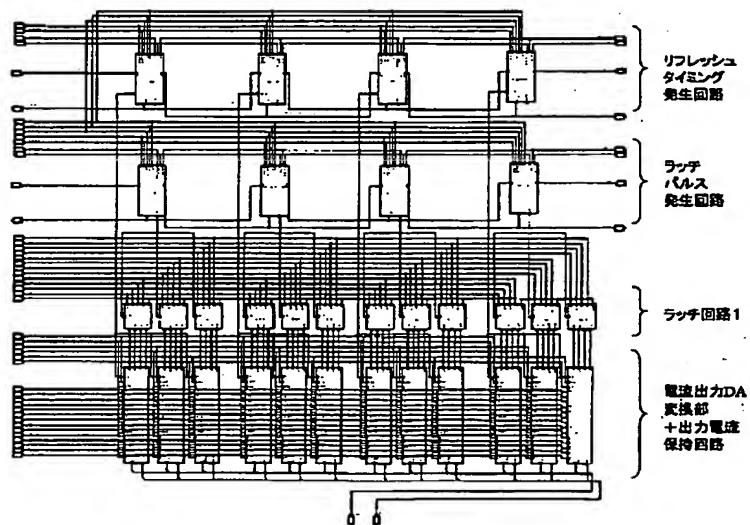 リフレッシュ
タイミング
発生回路
ラッチ
パルス
発生回路
ラッチ回路1
電流出力DA
変換部
+出力電流
保持回路